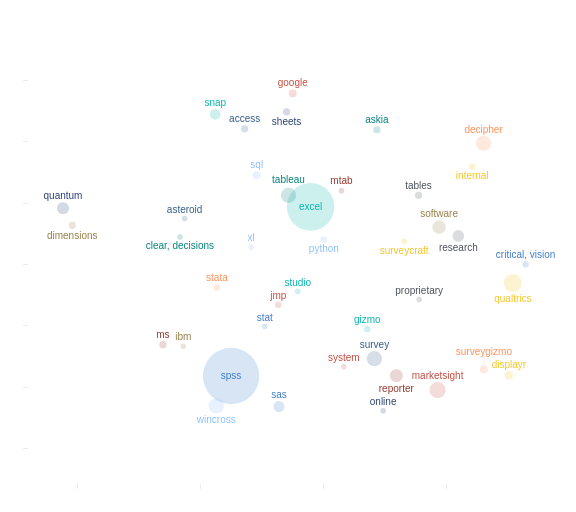 google
snap
access
sheets
askia
decipher
sql
internal
tableau
mtab
tables
quantum
asteroid
excel
software
dimensions
clear, decisions
xl
python
surveycraft
research
critical, vision
stata
studio
jmp
proprietary
qualtrics
stat
gizmo
ms
ibm
survey
system
surveygizmo
displayr
spss
marketsight
reporter
sas
online
wincross